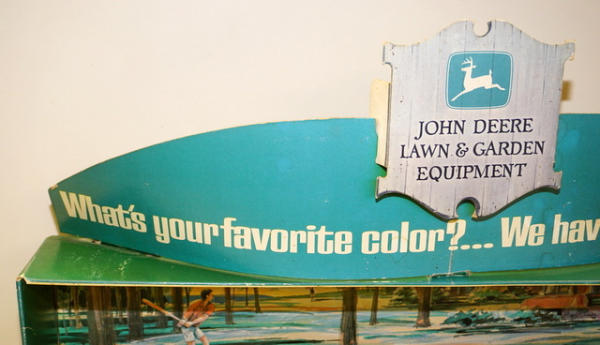 JOHN DEERE
LAWN & GARDEN
EQUIPMENT
What's your favorite color?... We hav